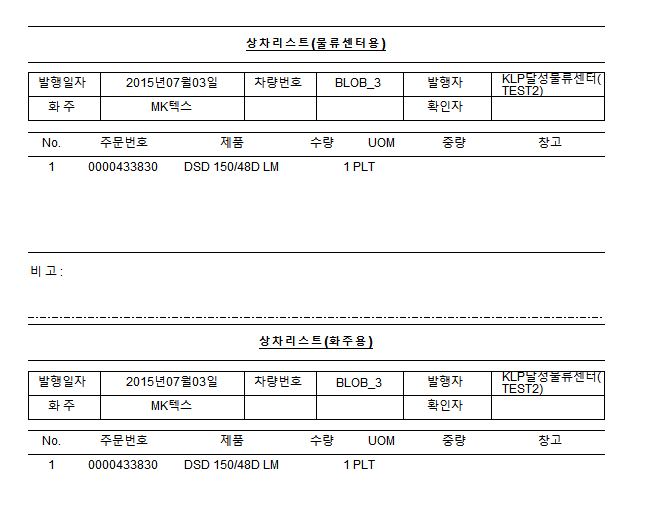 상차리스트(물류센터용)
발행일자 2015년07월03일 차량번호 BLOB_3 발행자 KLP달성물류센터(
TEST2)
화 주 MK텍스 확인자
No. 주문번호 제품 수량 UOM 중량 창고
1 0000433830 DSD 150/48D LM 1 PLT
비 고 :
상차리스트(화주용)
발행일자 2015년07월03일 차량번호 BLOB_3 발행자 KLP달성물류센터(
TEST2)
화 주 MK텍스 확인자
No. 주문번호 제품 수량 UOM 중량 창고
1 0000433830 DSD 150/48D LM 1 PLT